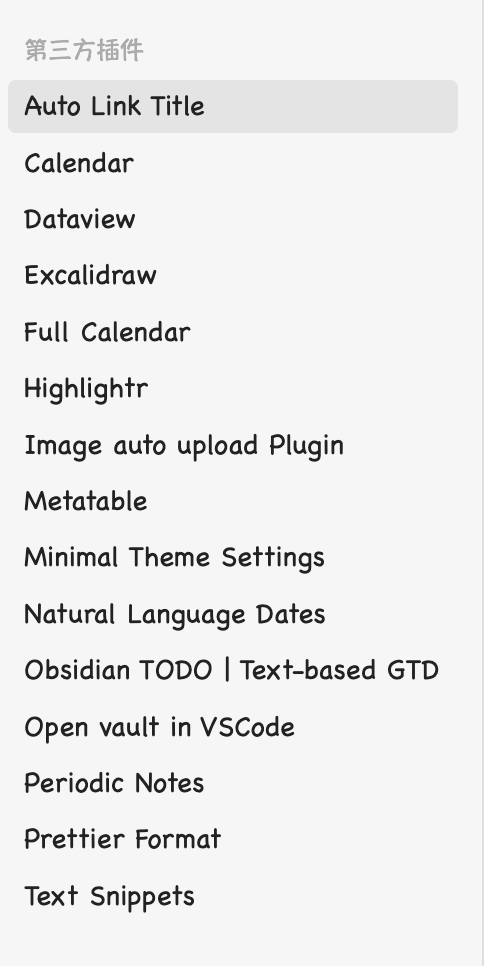 第三方插件
Auto Link Title
Calendar
Dataview
Excalidraw
Full Calendar
Highlightr
Image auto upload Plugin
Metatable
Minimal Theme Settings
Natural Language Dates
Obsidian TODO | Text-based GTD
Open vault in VSCode
Periodic Notes
Prettier Format
Text Snippets